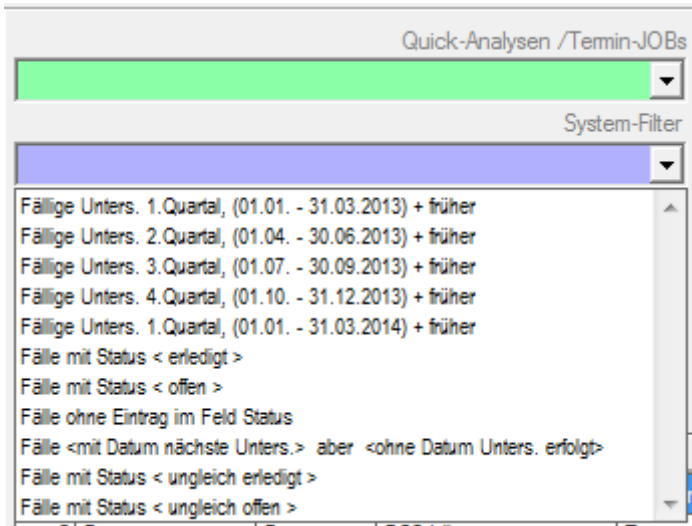 Quick-Analysen /Termin-JOBs
System-Filter
Fällige Unters. 1.Quartal, (01.01. - 31.03.2013) + früher
Fällige Unters. 2.Quartal, (01.04. - 30.06.2013) + früher
Fällige Unters. 3.Quartal, (01.07. - 30.09.2013) + früher
Fällige Unters. 4.Quartal, (01.10. - 31.12.2013) + früher
Fällige Unters. 1.Quartal, (01.01. - 31.03.2014) + früher
Fälle mit Status < erledigt >
Fälle mit Status < offen >
Fälle ohne Eintrag im Feld Status
Fälle <mit Datum nächste Unters.> aber <ohne Datum Unters. erfolgt>
Fälle mit Status < ungleich erledigt >
Fälle mit Status < ungleich offen >